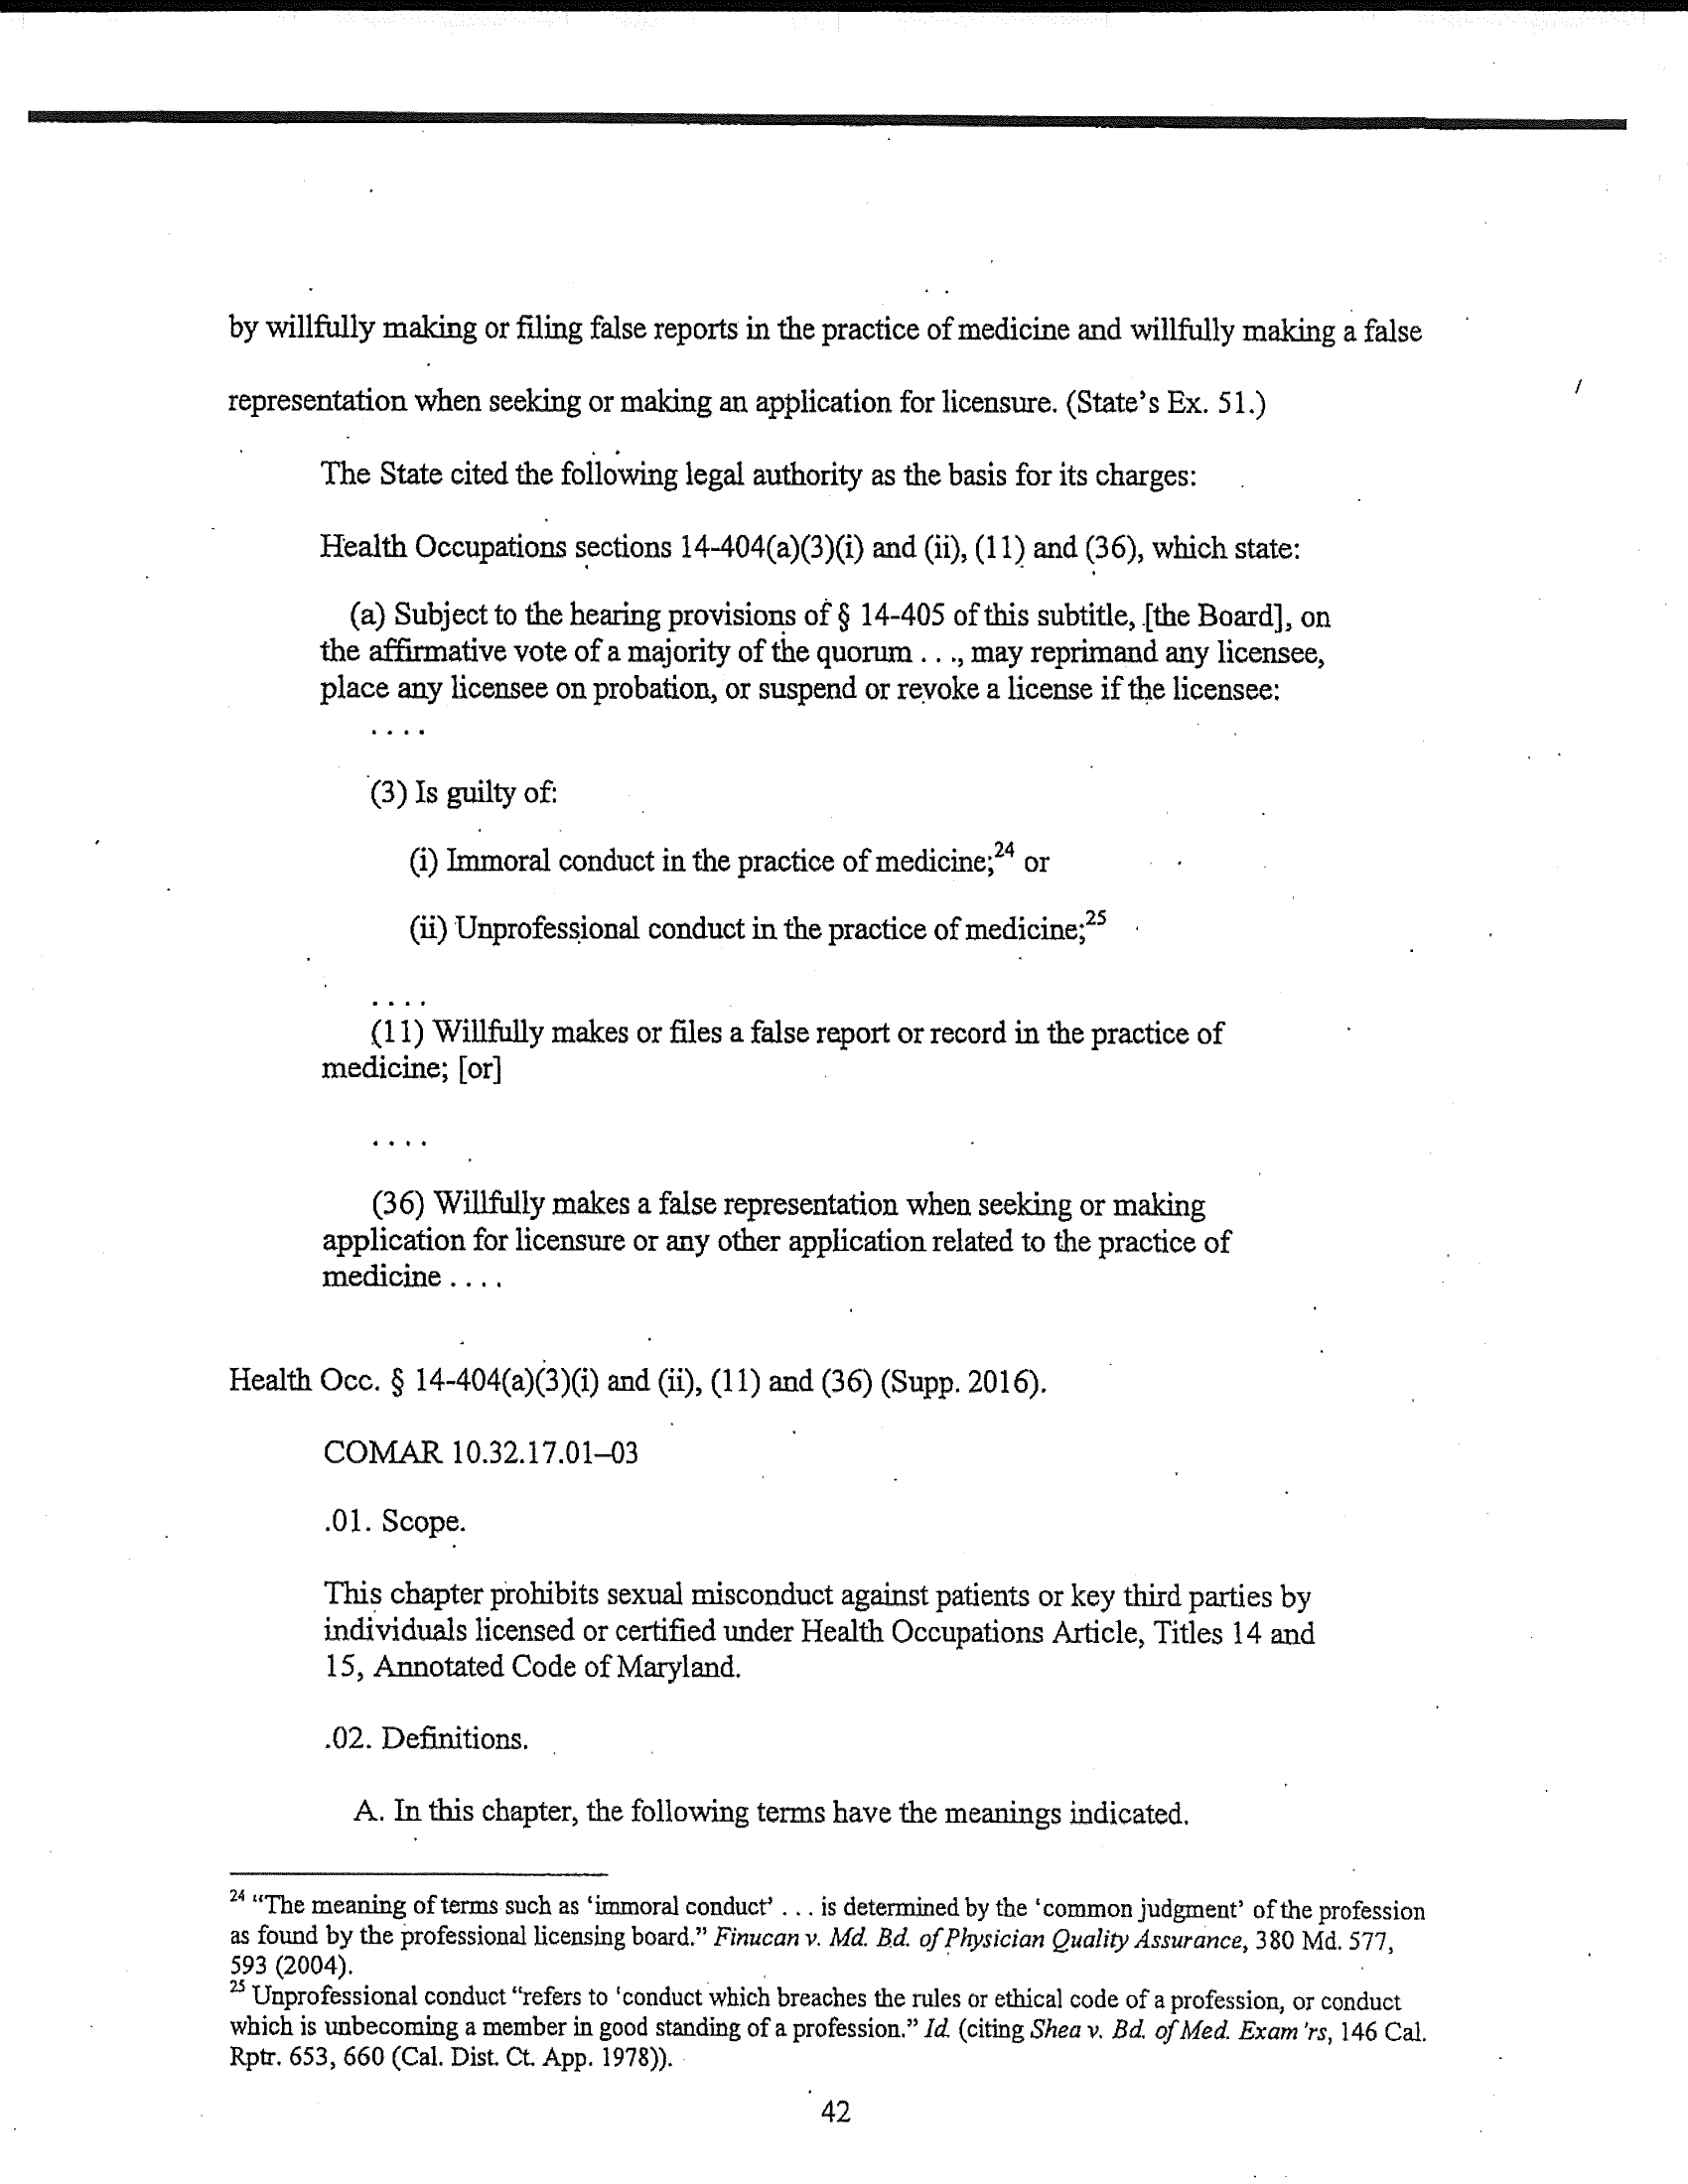 by willfully making or filing false reports in the practice of medicine and willfully making a false
representation when seeking or making an application for licensure. (State's Ex. 51.)
The State cited the following legal authority as the basis for its charges:
Health Occupations sections 14-404(a)(3)(i) and (ii), (11) and (36), which state:
(a) Subject to the hearing provisions of § 14-405 of this subtitle, [the Board], on
the affirmative vote of a majority of the quorum . . ., may reprimand any licensee,
place any licensee on probation, or suspend or revoke a license if the licensee:
. . . .
(3) Is guilty of:
(i) Immoral conduct in the practice of medicine;24 or
(ii) Unprofessional conduct in the practice of medicine;25
. . . .
(11) Willfully makes or files a false report or record in the practice of
medicine; [or]
. . . .
(36) Willfully makes a false representation when seeking or making
application for licensure or any other application related to the practice of
medicine . . . .
Health Occ. § 14-404(a)(3)(i) and (ii), (11) and (36) (Supp. 2016).
COMAR 10.32.17.01–03
.01. Scope.
This chapter prohibits sexual misconduct against patients or key third parties by
individuals licensed or certified under Health Occupations Article, Titles 14 and
15, Annotated Code of Maryland.
.02. Definitions.
A. In this chapter, the following terms have the meanings indicated.
24 "The meaning of terms such as 'immoral conduct' . . . is determined by the 'common judgment' of the profession
as found by the professional licensing board." Finucan v. Md. Bd. of Physician Quality Assurance, 380 Md. 577,
593 (2004).
25 Unprofessional conduct "refers to 'conduct which breaches the rules or ethical code of a profession, or conduct
which is unbecoming a member in good standing of a profession." Id. (citing Shea v. Bd. of Med. Exam'rs, 146 Cal.
Rptr. 653, 660 (Cal. Dist. Ct. App. 1978)).
42